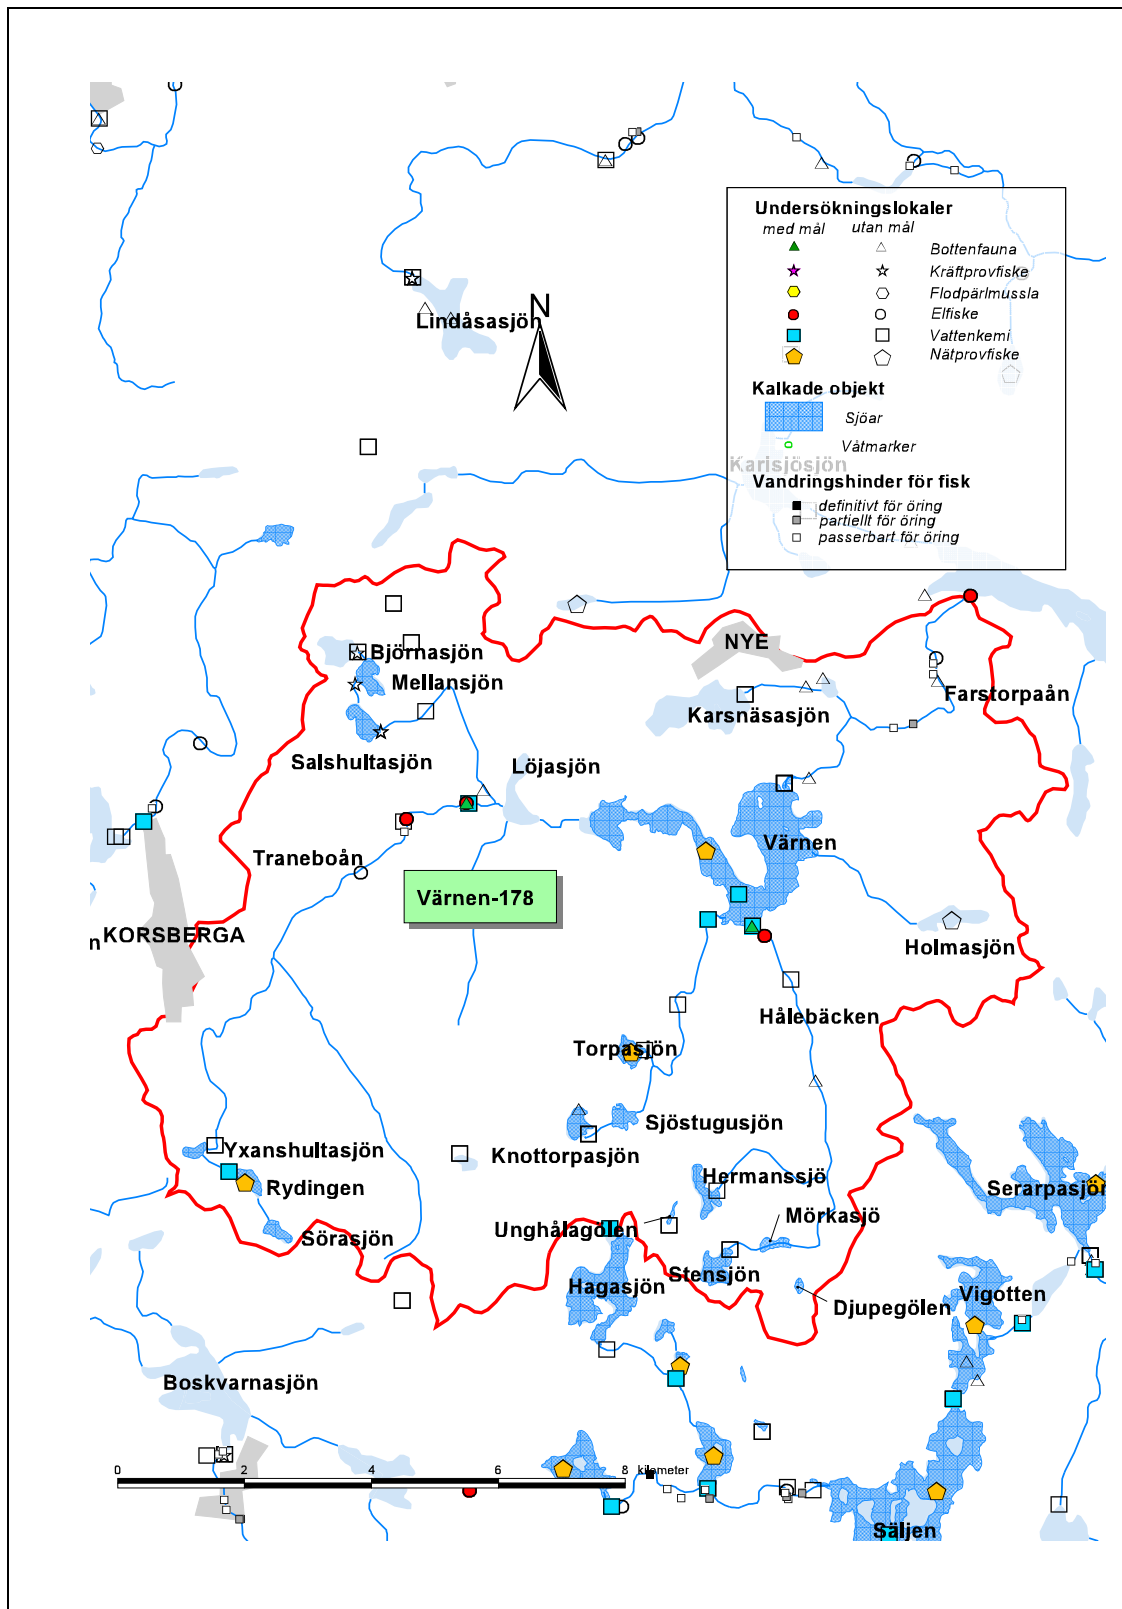 Undersökningslokaler
med mål utan mål
Bottenfauna
Kräftprovfiske
Flodpärlmussla
Elfiske
Vattenkemi
Nätprovfiske
Kalkade objekt
Sjöar
Våtmarker
Karlsjösjön
Vandringshinder för fisk
definitivt för öring
partiellt för öring
passerbart för öring
N
Lindåsasjön
NYE
Björnasjön
Mellansjön
Karsnäsasjön
Farstorpaån
Salshultasjön
Löjasjön
Värnen
Traneboån
Värnen-178
n KORSBERGA
Holmasjön
Hålebäcken
Torpasjön
Sjöstugusjön
Yxanshultasjön
Knottorpasjön
Rydingen
Hermanssjö
Serarpasjön
Sörasjön
Unghålagölen
Mörkasjö
Hagasjön
Stensjön
Djupegölen
Vigotten
Boskvarnasjön
0 2 4 6 8 kilometer
Säljen